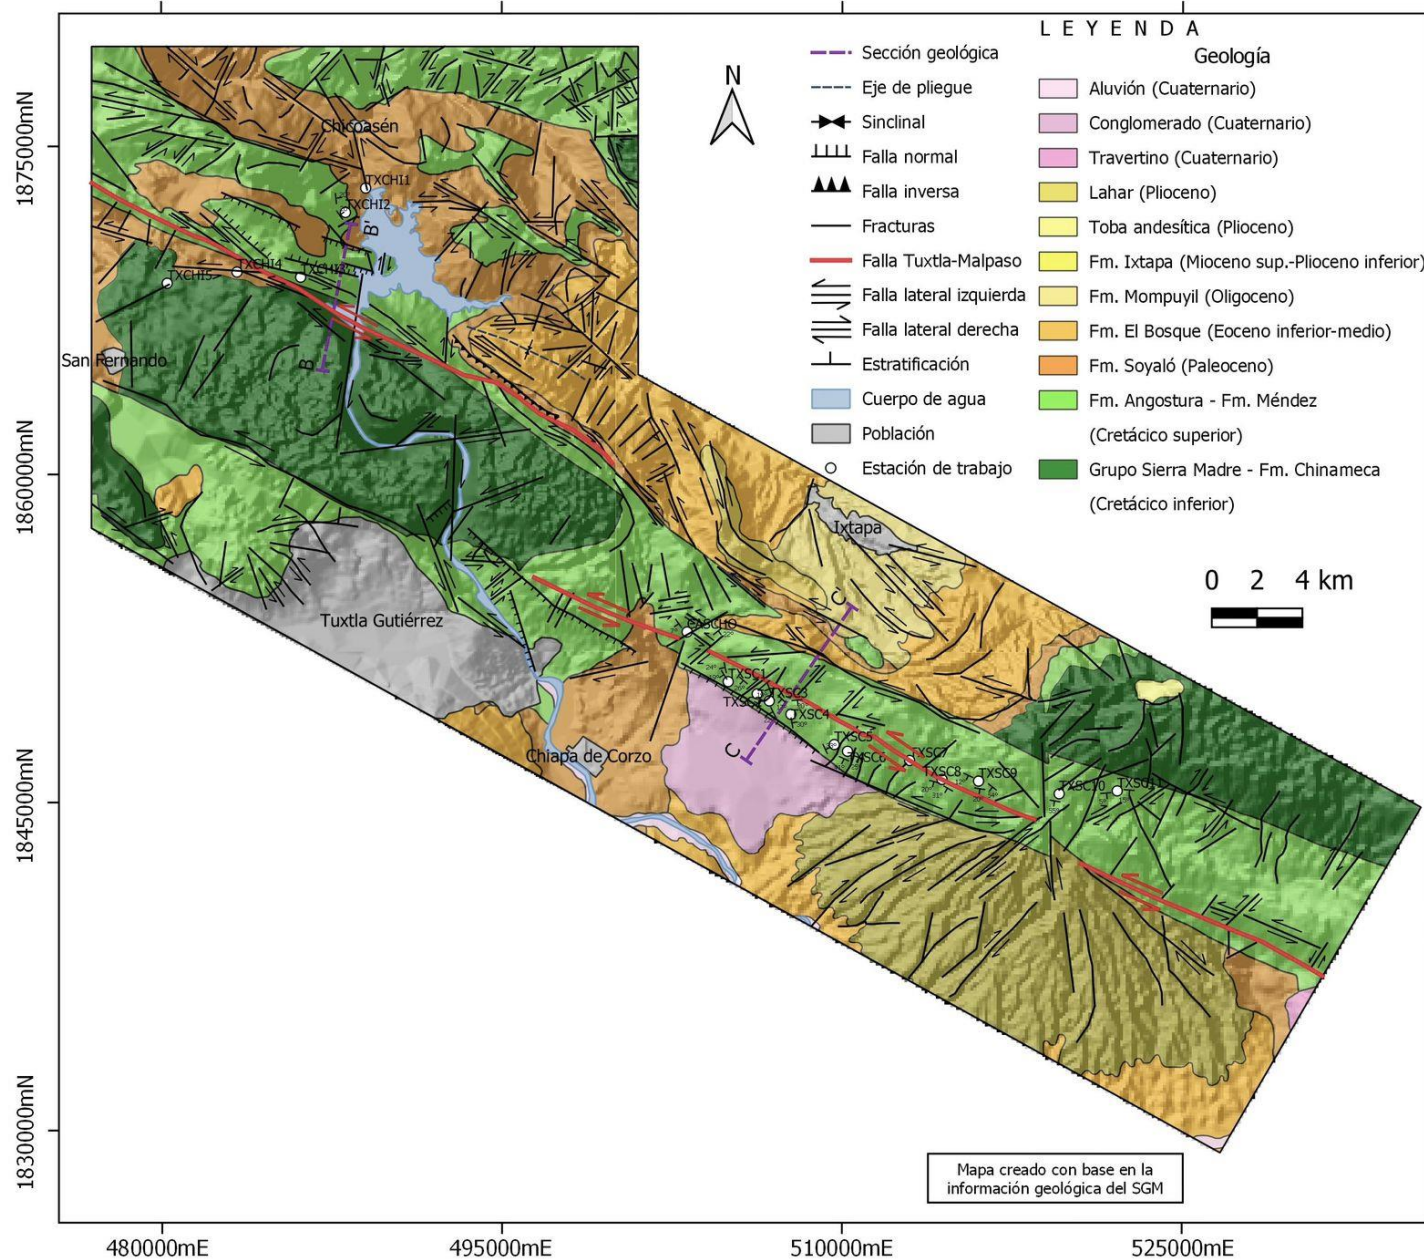 L E Y E N D A
Sección geológica
Eje de pliegue
Sinclinal
Falla normal
Falla inversa
Fracturas
Falla Tuxtla-Malpaso
Falla lateral izquierda
Falla lateral derecha
Estratificación
Cuerpo de agua
Población
Estación de trabajo
Geología
Aluvión (Cuaternario)
Conglomerado (Cuaternario)
Travertino (Cuaternario)
Lahar (Plioceno)
Toba andesítica (Plioceno)
Fm. Ixtapa (Mioceno sup.-Plioceno inferior)
Fm. Mompuyil (Oligoceno)
Fm. El Bosque (Eoceno inferior-medio)
Fm. Soyaló (Paleoceno)
Fm. Angostura - Fm. Méndez
(Cretácico superior)
Grupo Sierra Madre - Fm. Chinameca
(Cretácico inferior)
N
0 2 4 km
Chicoasén
TXCHI1
TXCHI2
B'
TXCHI4
TXCHI5
San Fernando
B
Ixtapa
Tuxtla Gutiérrez
C'
CASCHO
TXSC1
TXSC3
TXSC4
Chiapa de Corzo
C
TXSC5
TXSC6
TXSC7
TXSC8
TXSC9
TXSC10
TXSC11
1875000mN
1860000mN
1845000mN
1830000mN
480000mE
495000mE
510000mE
525000mE
Mapa creado con base en la
información geológica del SGM